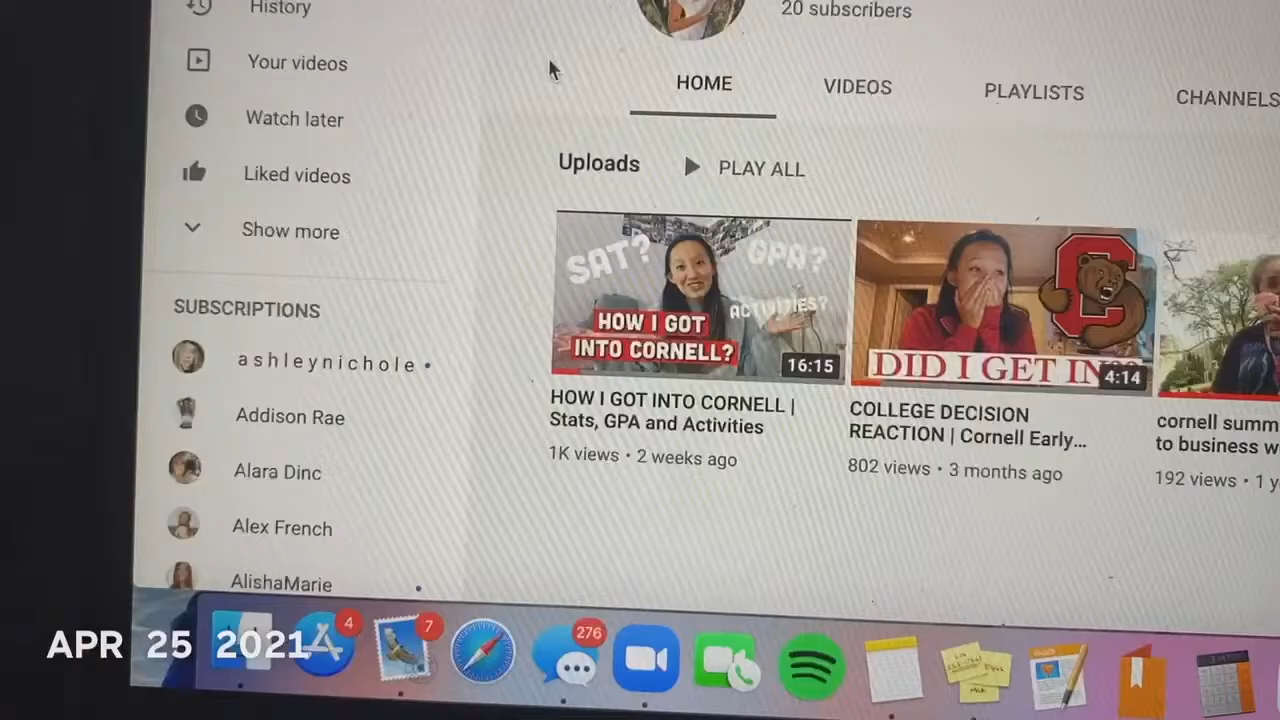 History
20 subscribers
Your videos
Watch later
Liked videos
Show more
HOME
VIDEOS
PLAYLISTS
CHANNELS
Uploads
PLAY ALL
SAT?
GPA?
ACTIVITIES?
HOW I GOT
INTO CORNELL?
16:15
C
DID I GET IN
4:14
HOW I GOT INTO CORNELL |
Stats, GPA and Activities
1K views • 2 weeks ago
COLLEGE DECISION
REACTION | Cornell Early...
802 views • 3 months ago
cornell summ
to business w
192 views • 1 y
SUBSCRIPTIONS
ashleynichole
Addison Rae
Alara Dinc
Alex French
AlishaMarie
4
7
276
APR 25 2021